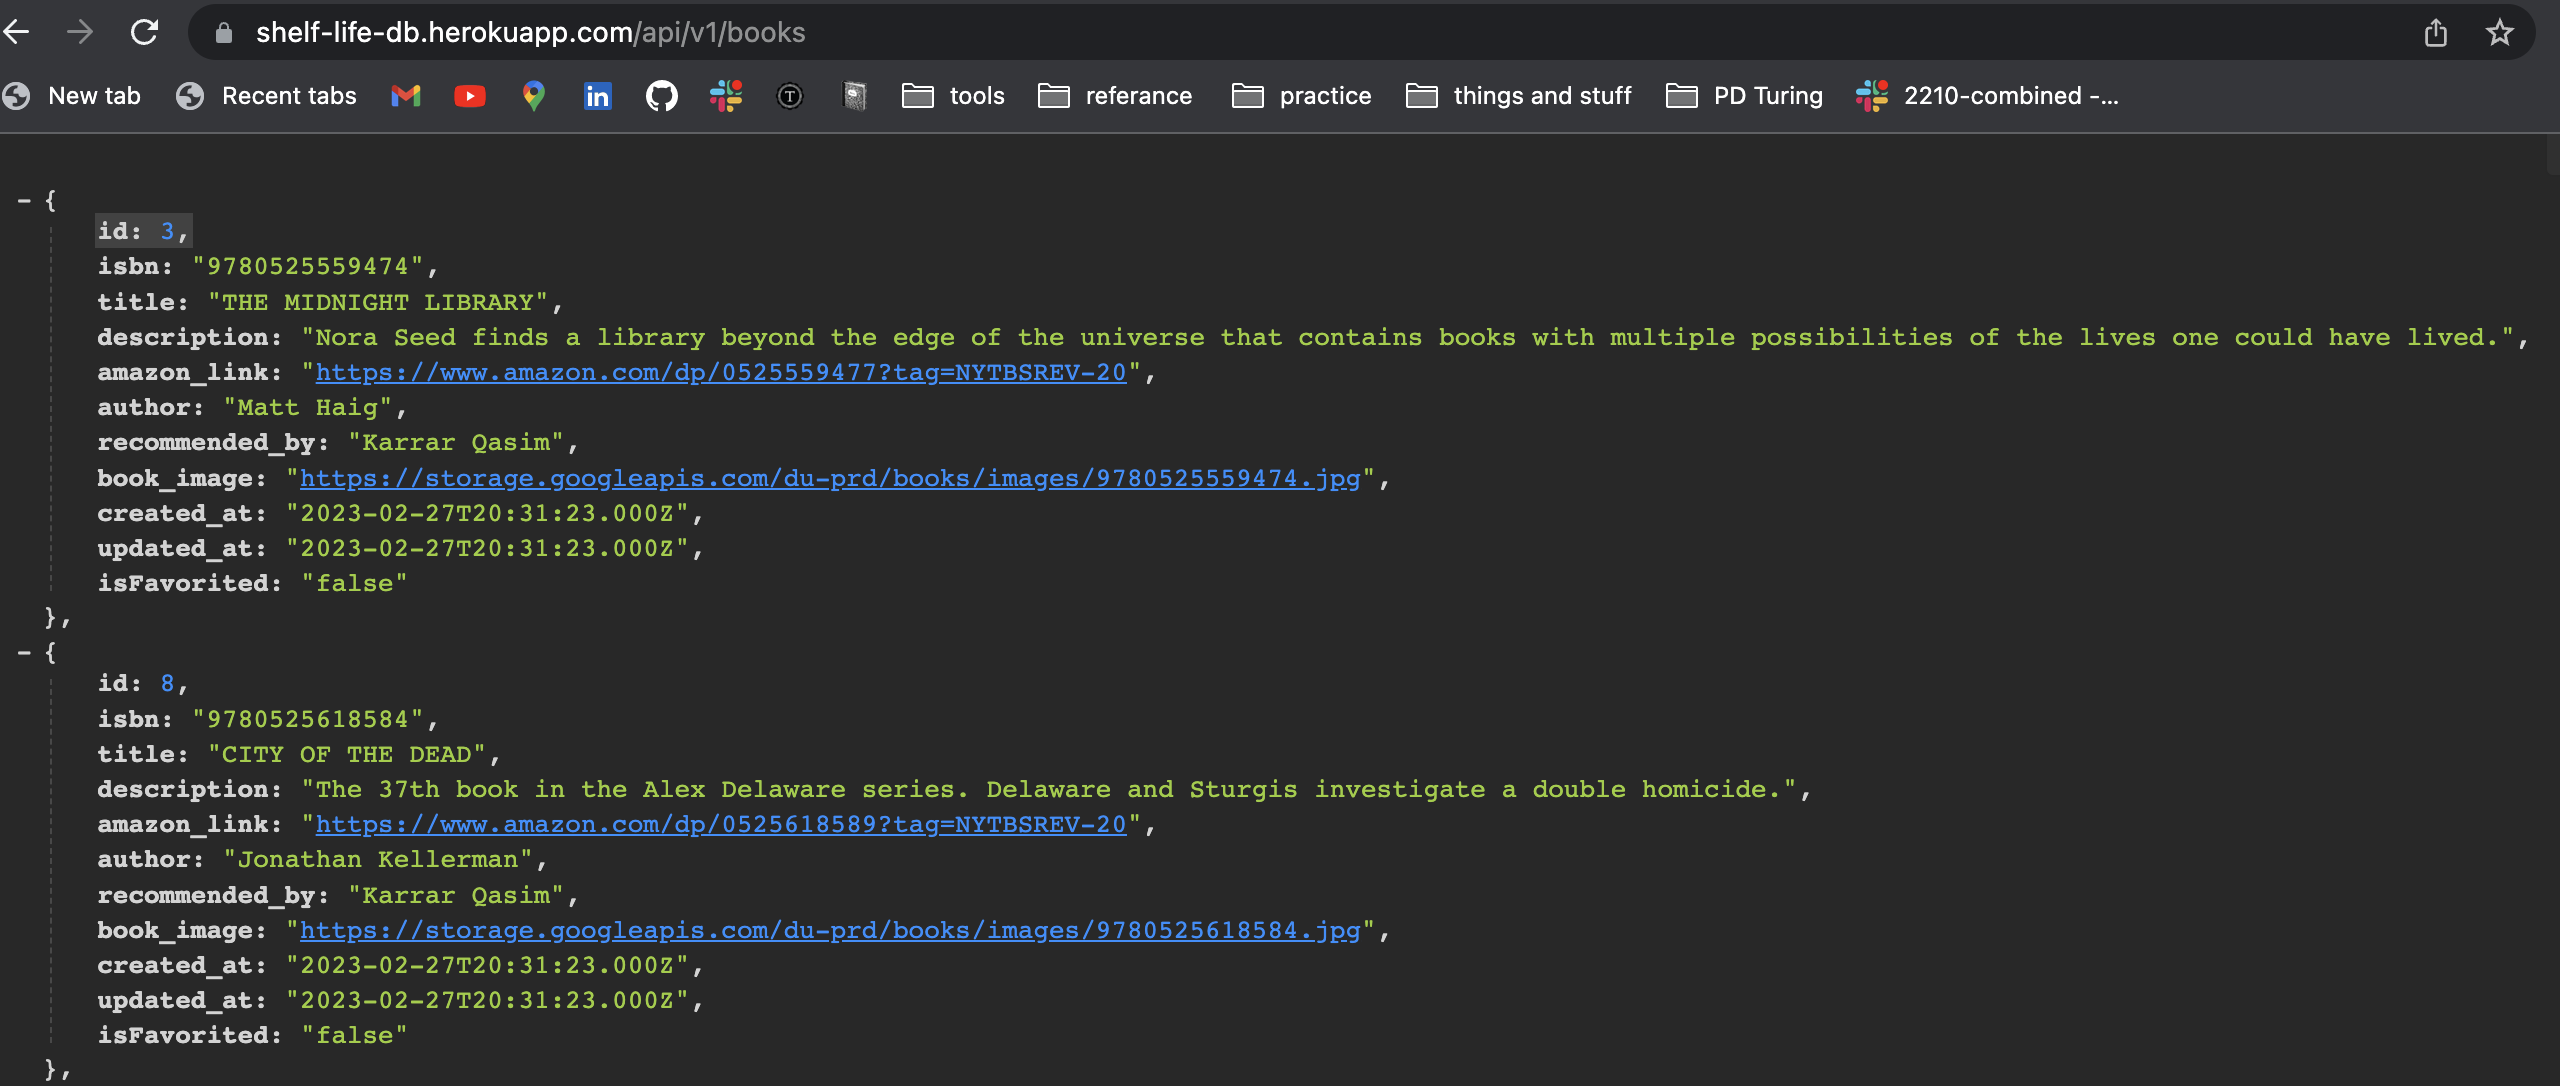 shelf-life-db.herokuapp.com/api/v1/books
New tab Recent tabs tools referance practice things and stuff PD Turing 2210-combined -...
- {
id: 3,
isbn: "9780525559474",
title: "THE MIDNIGHT LIBRARY",
description: "Nora Seed finds a library beyond the edge of the universe that contains books with multiple possibilities of the lives one could have lived.",
amazon_link: "https://www.amazon.com/dp/0525559477?tag=NYTBSREV-20",
author: "Matt Haig",
recommended_by: "Karrar Qasim",
book_image: "https://storage.googleapis.com/du-prd/books/images/9780525559474.jpg",
created_at: "2023-02-27T20:31:23.000Z",
updated_at: "2023-02-27T20:31:23.000Z",
isFavorited: "false"
},
- {
id: 8,
isbn: "9780525618584",
title: "CITY OF THE DEAD",
description: "The 37th book in the Alex Delaware series. Delaware and Sturgis investigate a double homicide.",
amazon_link: "https://www.amazon.com/dp/0525618589?tag=NYTBSREV-20",
author: "Jonathan Kellerman",
recommended_by: "Karrar Qasim",
book_image: "https://storage.googleapis.com/du-prd/books/images/9780525618584.jpg",
created_at: "2023-02-27T20:31:23.000Z",
updated_at: "2023-02-27T20:31:23.000Z",
isFavorited: "false"
},